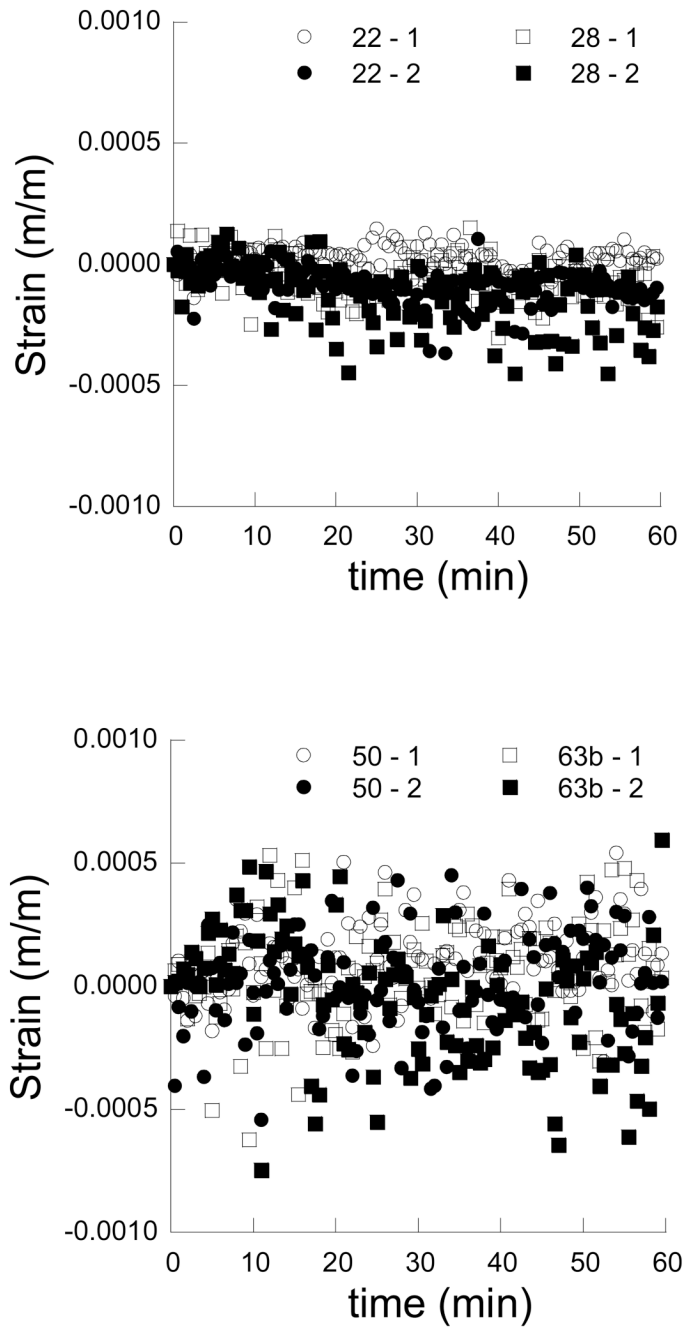 0.0010
22 - 1 28 - 1
22 - 2 28 - 2
0.0005
0.0000
-0.0005
-0.0010
Strain (m/m)
0 10 20 30 40 50 60
time (min)
0.0010
50 - 1 63b - 1
50 - 2 63b - 2
0.0005
0.0000
-0.0005
-0.0010
Strain (m/m)
0 10 20 30 40 50 60
time (min)